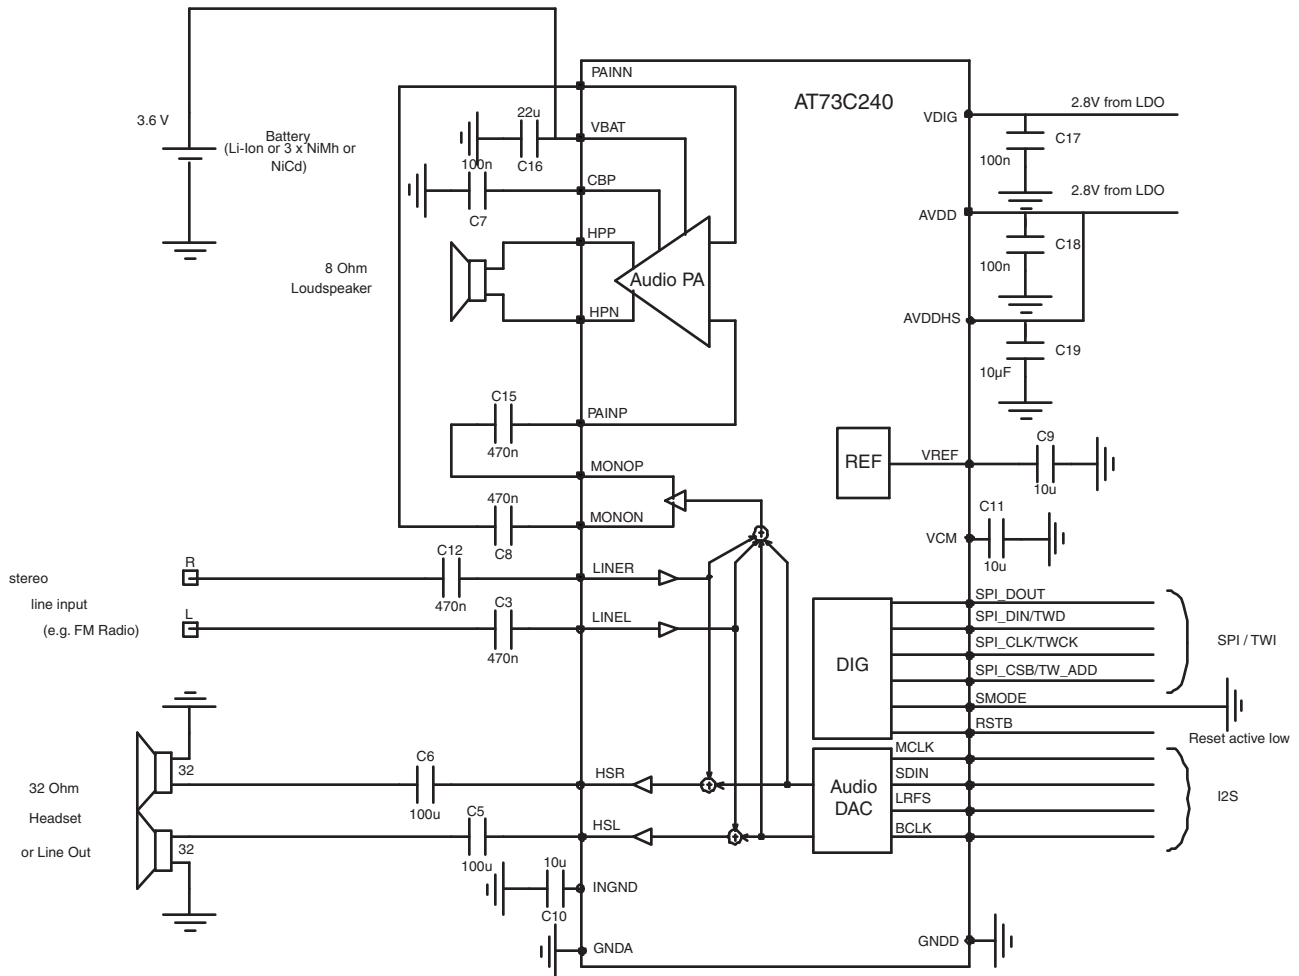 PAINN
AT73C240
3.6 V
Battery
(Li-Ion or 3 x NiMh or
NiCd)
22u
VBAT
C16
100n
CBP
C7
HPP
8 Ohm
Loudspeaker
Audio PA
HPN
C15
PAINP
470n
MONOP
470n
MONON
C8
VDIG
2.8V from LDO
C17
100n
2.8V from LDO
AVDD
C18
100n
AVDDHS
C19
10µF
REF
VREF
C9
10u
C11
VCM
10u
stereo
line input
(e.g. FM Radio)
R
C12
LINER
470n
L
C3
LINEL
470n
DIG
SPI_DOUT
SPI_DIN/TWD
SPI_CLK/TWCK
SPI_CSB/TW_ADD
SMODE
RSTB
SPI / TWI
Reset active low
32 Ohm
Headset
or Line Out
32
C6
HSR
100u
32
C5
HSL
100u
10u
INGND
C10
GNDA
Audio
DAC
MCLK
SDIN
LRFS
BCLK
I2S
GNDD